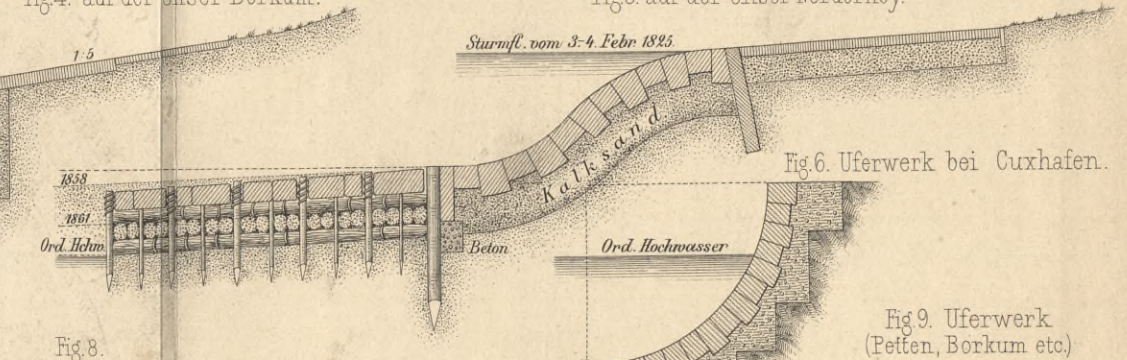 Fig. 4. auf der Insel Borkum.
Fig. 5. auf der Insel Norderney.
1:5
Sturmfl. vom 3-4. Febr 1825.
Kalksand
Fig. 6. Uferwerk bei Cuxhafen.
1858
1861
Ord. Hchw.
Beton
Ord. Hochwasser
Fig. 8.
Fig. 9. Uferwerk
(Petten, Borkum etc.)